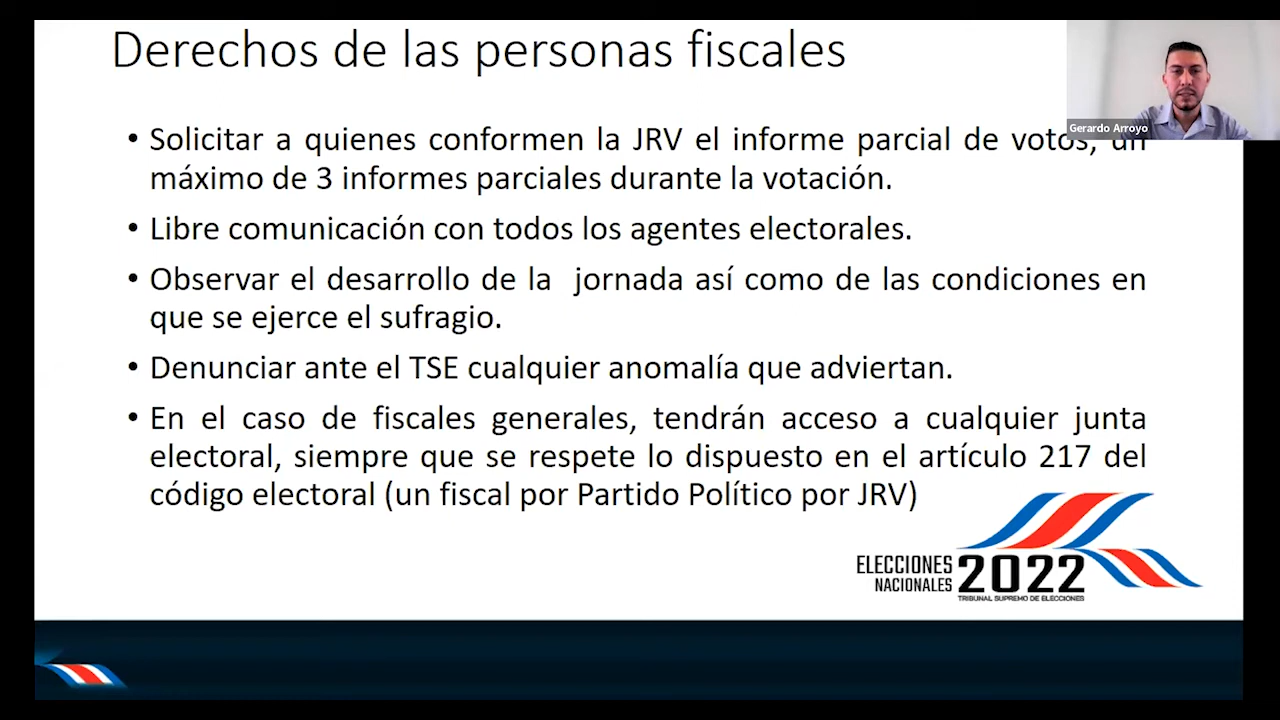 Derechos de las personas fiscales
Gerardo Arroyo
• Solicitar a quienes conformen la JRV el informe parcial de votos, un
máximo de 3 informes parciales durante la votación.
• Libre comunicación con todos los agentes electorales.
• Observar el desarrollo de la jornada así como de las condiciones en
que se ejerce el sufragio.
• Denunciar ante el TSE cualquier anomalía que adviertan.
• En el caso de fiscales generales, tendrán acceso a cualquier junta
electoral, siempre que se respete lo dispuesto en el artículo 217 del
código electoral (un fiscal por Partido Político por JRV)
ELECCIONES
NACIONALES
2022
TRIBUNAL SUPREMO DE ELECCIONES